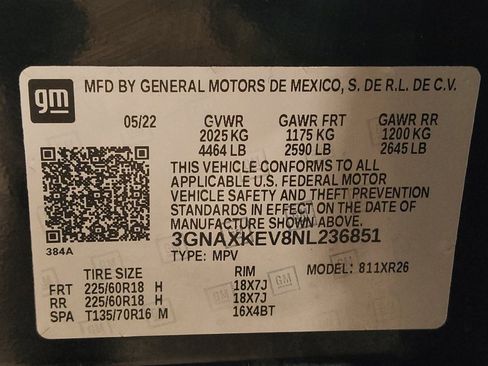 gm
MFD BY GENERAL MOTORS DE MEXICO, S. DE R.L. DE C.V.
05/22 GVWR GAWR FRT GAWR RR
2025 KG 1175 KG 1200 KG
4464 LB 2590 LB 2645 LB
THIS VEHICLE CONFORMS TO ALL
APPLICABLE U.S. FEDERAL MOTOR
VEHICLE SAFETY AND THEFT PREVENTION
STANDARDS IN EFFECT ON THE DATE OF
MANUFACTURE SHOWN ABOVE.
3GNAXKEV8NL236851
384A
TYPE: MPV MODEL: 811XR26
TIRE SIZE RIM
FRT 225/60R18 H 18X7J
RR 225/60R18 H 18X7J
SPA T135/70R16 M 16X4BT